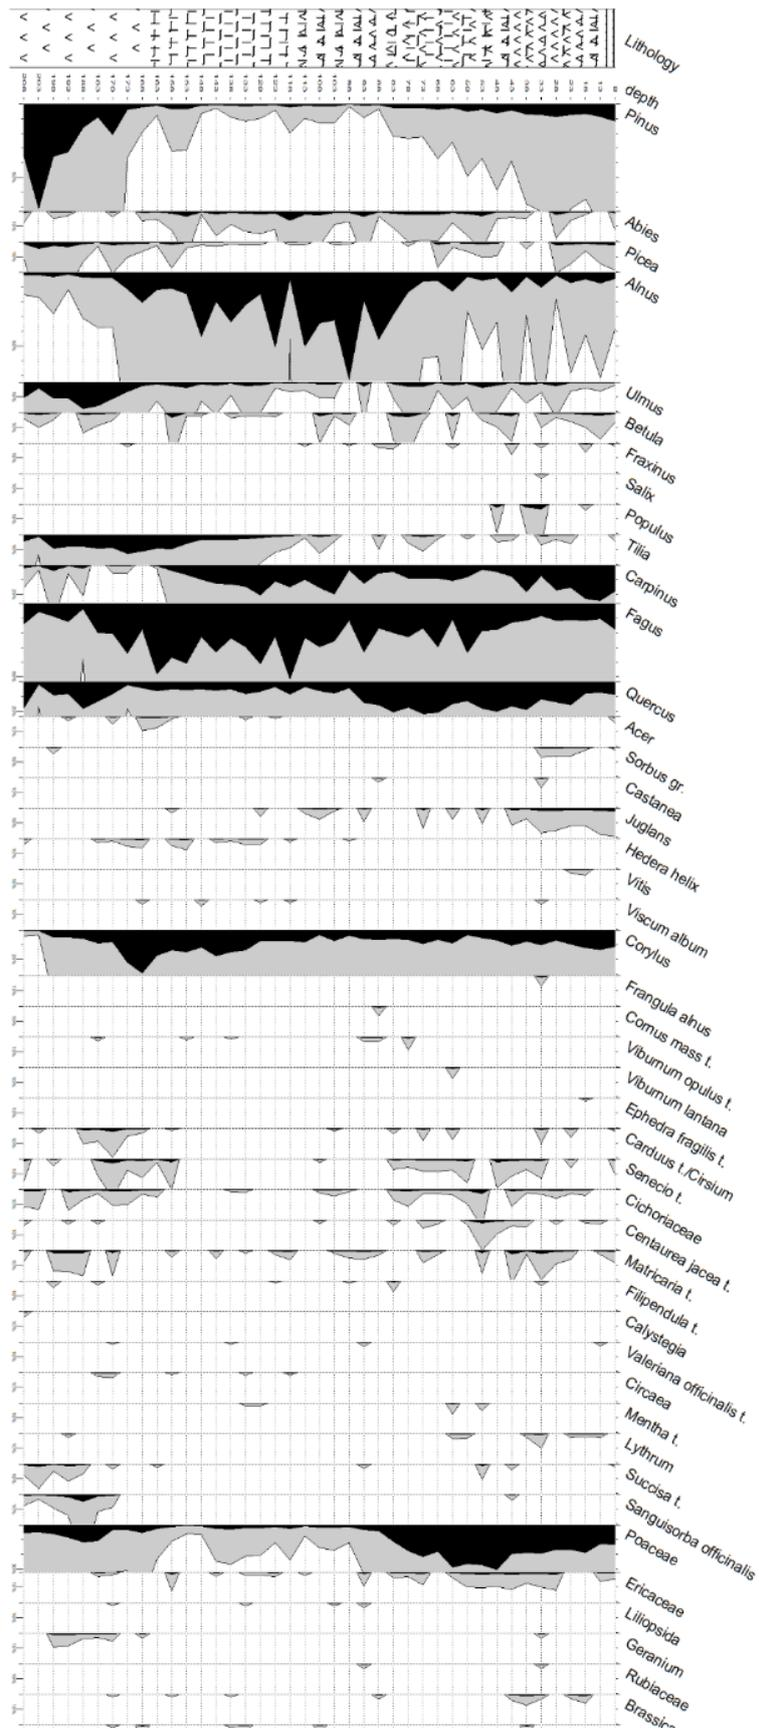 Lithology
depth
Pinus
Abies
Picea
Alnus
Ulmus
Betula
Fraxinus
Salix
Populus
Tilia
Carpinus
Fagus
Quercus
Acer
Sorbus gr.
Castanea
Juglans
Hedera helix
Vitis
Viscum album
Corylus
Frangula alnus
Cornus mass t.
Viburnum opulus t.
Viburnum lantana
Ephedra fragilis t.
Carduus t./Cirsium
Senecio t.
Cichoriaceae
Centaurea jacea t.
Matricaria t.
Filipendula t.
Calystegia
Valeriana officinalis t.
Circaea
Mentha t.
Lythrum
Succisa t.
Sanguisorba officinalis
Poaceae
Ericaceae
Liliopsida
Geranium
Rubiaceae